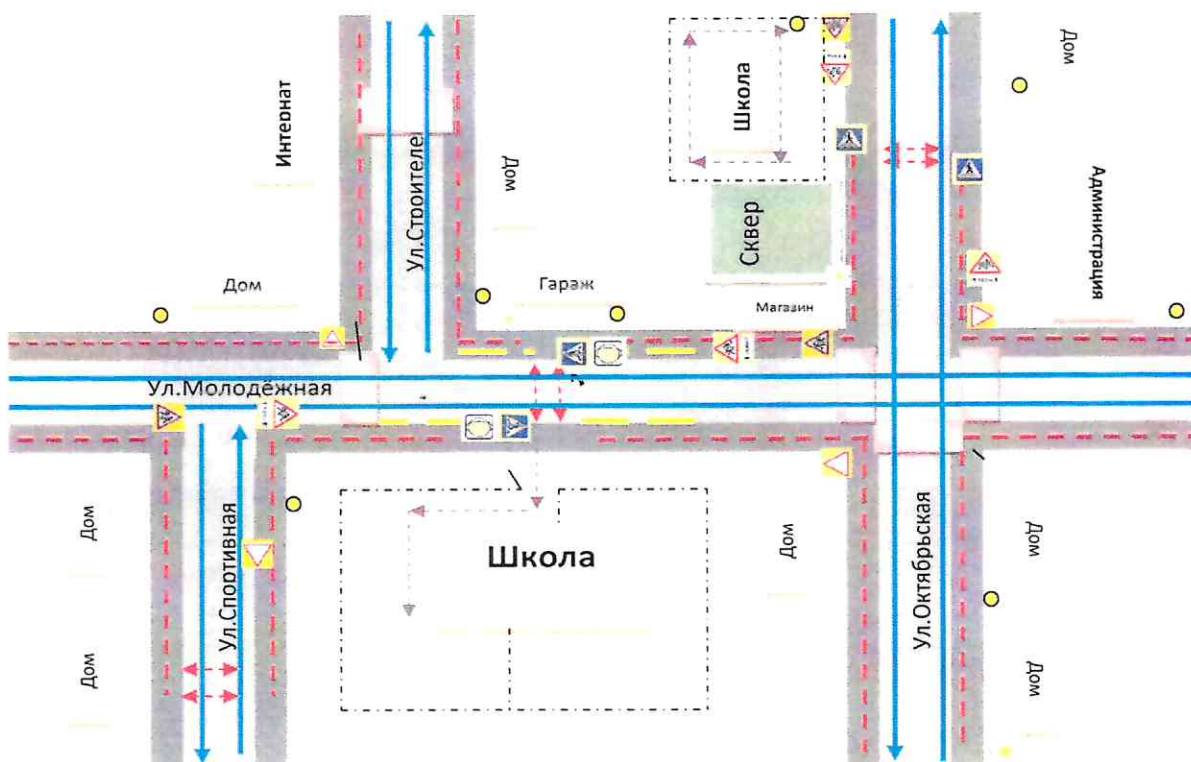 Интернат
Ул.Строителе
Дом
Школа
Дом
Администрация
Сквер
Дом
Гараж
Магазин
Ул.Молодёжная
Дом
Ул.Спортивная
Школа
Дом
Ул.Октябрьская
Дом
Дом
Дом